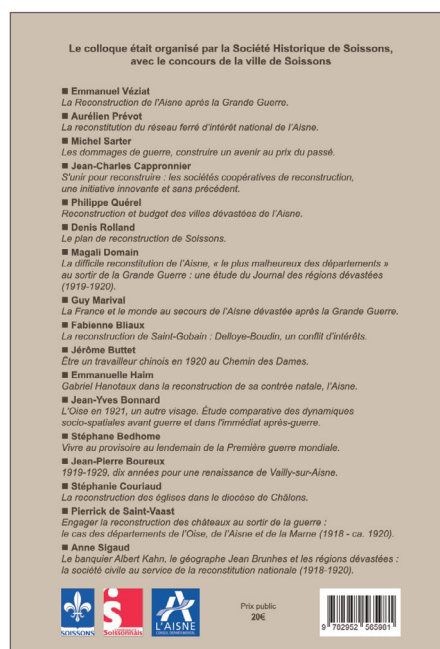 Le colloque était organisé par la Société Historique de Soissons,
avec le concours de la ville de Soissons
■ Emmanuel Véziat
La Reconstruction de l'Aisne après la Grande Guerre.
■ Aurélien Prévot
La reconstitution du réseau ferré d'intérêt national de l'Aisne.
■ Michel Sarter
Les dommages de guerre, construire un avenir au prix du passé.
■ Jean-Charles Cappronnier
S'unir pour reconstruire : les sociétés coopératives de reconstruction,
une initiative innovante et sans précédent.
■ Philippe Quérel
Reconstruction et budget des villes dévastées de l'Aisne.
■ Denis Rolland
Le plan de reconstruction de Soissons.
■ Magali Domain
La difficile reconstitution de l'Aisne, « le plus malheureux des départements »
au sortir de la Grande Guerre : une étude du Journal des régions dévastées
(1919-1920).
■ Guy Marival
La France et le monde au secours de l'Aisne dévastée après la Grande Guerre.
■ Fabienne Bliaux
La reconstruction de Saint-Gobain : Delloye-Boudin, un conflit d'intérêts.
■ Jérôme Buttet
Être un travailleur chinois en 1920 au Chemin des Dames.
■ Emmanuelle Haim
Gabriel Hanotaux dans la reconstruction de sa contrée natale, l'Aisne.
■ Jean-Yves Bonnard
L'Oise en 1921, un autre visage. Étude comparative des dynamiques
socio-spatiales avant guerre et dans l'immédiat après-guerre.
■ Stéphane Bedhome
Vivre au provisoire au lendemain de la Première guerre mondiale.
■ Jean-Pierre Boureux
1919-1929, dix années pour une renaissance de Vailly-sur-Aisne.
■ Stéphanie Couriaud
La reconstruction des églises dans le diocèse de Châlons.
■ Pierrick de Saint-Vaast
Engager la reconstruction des châteaux au sortir de la guerre :
le cas des départements de l'Oise, de l'Aisne et de la Marne (1918 - ca. 1920).
■ Anne Sigaud
Le banquier Albert Kahn, le géographe Jean Brunhes et les régions dévastées :
la société civile au service de la reconstitution nationale (1918-1920).
SOISSONS
Soissonnais
L'AISNE
CONSEIL DÉPARTEMENTAL
Prix public
20€
9 782952 565981